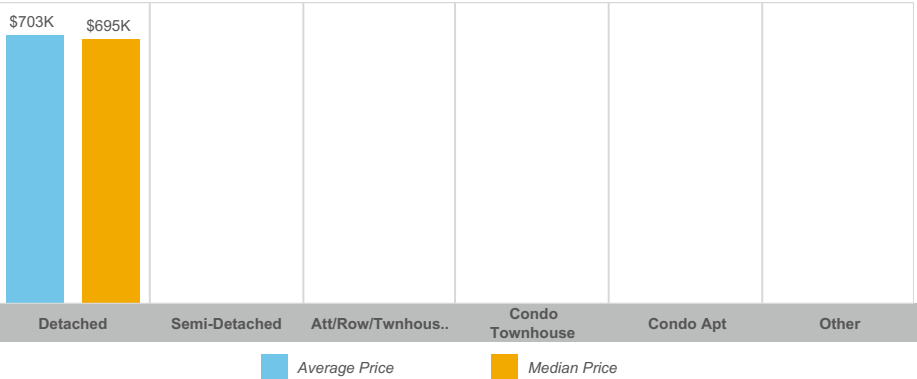 $703K
$695K
Detached
Semi-Detached
Att/Row/Twnhous..
Condo
Townhouse
Condo Apt
Other
Average Price
Median Price